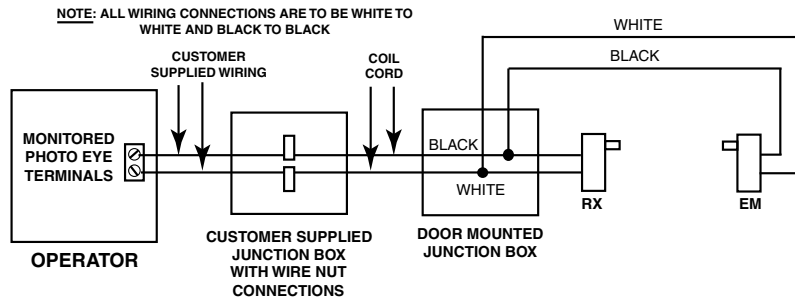 NOTE: ALL WIRING CONNECTIONS ARE TO BE WHITE TO
WHITE AND BLACK TO BLACK
WHITE
BLACK
CUSTOMER
SUPPLIED WIRING
COIL
CORD
MONITORED
PHOTO EYE
TERMINALS
BLACK
WHITE
RX
EM
OPERATOR
CUSTOMER SUPPLIED
JUNCTION BOX
WITH WIRE NUT
CONNECTIONS
DOOR MOUNTED
JUNCTION BOX